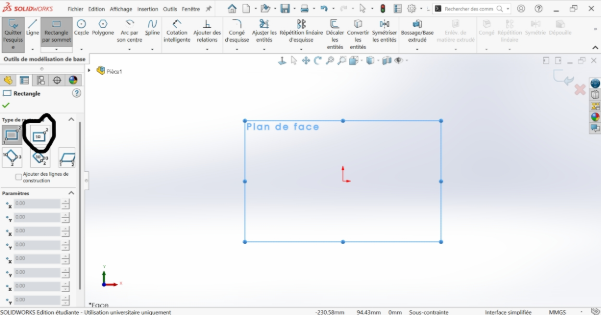 SOLIDWORKS Fichier Edition Affichage Insertion Outils Fenêtre Rechercher des comm
Quitter l'esquisse Ligne Rectangle par sommet Cercle Polygone Arc par son centre Spline Cotation intelligente Ajouter des relations Congé d'esquisse Ajuster les entités Répétition linéaire d'esquisse Décaler les entités Convertir les entités Symétriser les entités Bossage/Base extrudé Enlèv. de matière extrudé Congé Répétition linéaire Symétrie Dépouille
Outils de modélisation de base
Pièce1
Rectangle
Type de rectangle
Ajouter des lignes de construction
Paramètres
0.00
0.00
0.00
0.00
0.00
0.00
0.00
0.00
Plan de face
*Face
SOLIDWORKS Edition étudiante - Utilisation universitaire uniquement -230.58mm 94.43mm 0mm Sous-contrainte Interface simplifiée MMGS